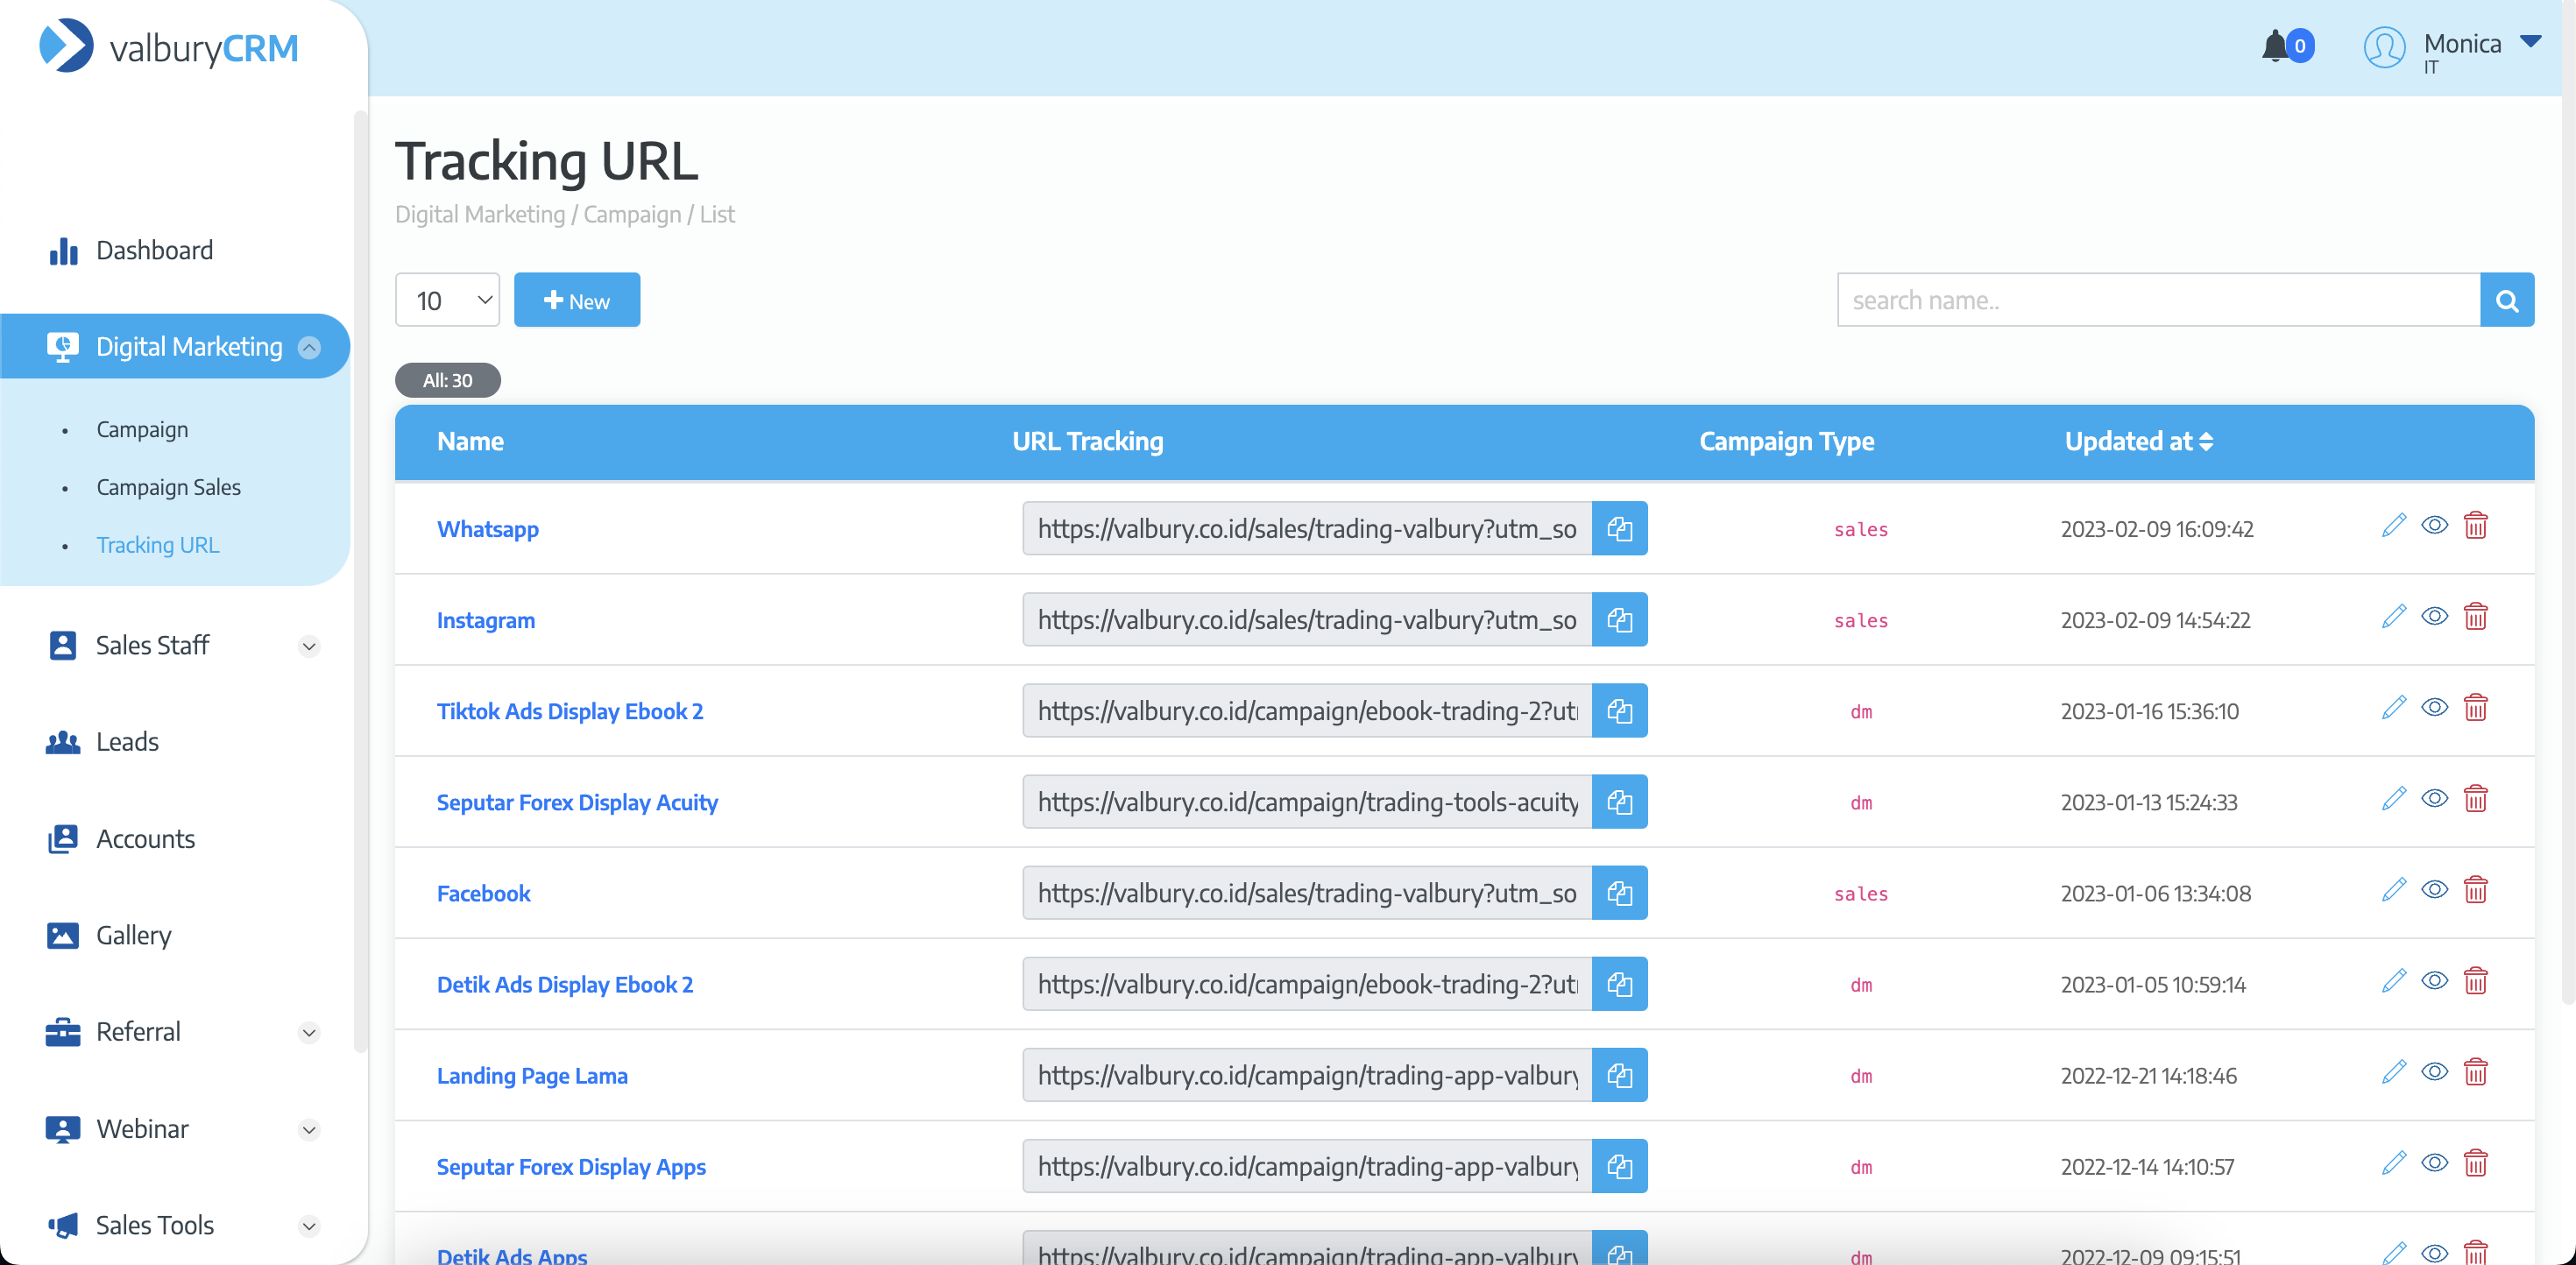 valburyCRM
0
Monica
IT
Dashboard
Digital Marketing
Campaign
Campaign Sales
Tracking URL
Sales Staff
Leads
Accounts
Gallery
Referral
Webinar
Sales Tools
Tracking URL
Digital Marketing / Campaign / List
10
New
search name..
All: 30
Name URL Tracking Campaign Type Updated at
Whatsapp https://valbury.co.id/sales/trading-valbury?utm_so sales 2023-02-09 16:09:42
Instagram https://valbury.co.id/sales/trading-valbury?utm_so sales 2023-02-09 14:54:22
Tiktok Ads Display Ebook 2 https://valbury.co.id/campaign/ebook-trading-2?ut dm 2023-01-16 15:36:10
Seputar Forex Display Acuity https://valbury.co.id/campaign/trading-tools-acuity dm 2023-01-13 15:24:33
Facebook https://valbury.co.id/sales/trading-valbury?utm_so sales 2023-01-06 13:34:08
Detik Ads Display Ebook 2 https://valbury.co.id/campaign/ebook-trading-2?ut dm 2023-01-05 10:59:14
Landing Page Lama https://valbury.co.id/campaign/trading-app-valbury dm 2022-12-21 14:18:46
Seputar Forex Display Apps https://valbury.co.id/campaign/trading-app-valbury dm 2022-12-14 14:10:57
Detik Ads Apps https://valbury.co.id/campaign/trading-app-valbury dm 2022-12-09 09:15:51